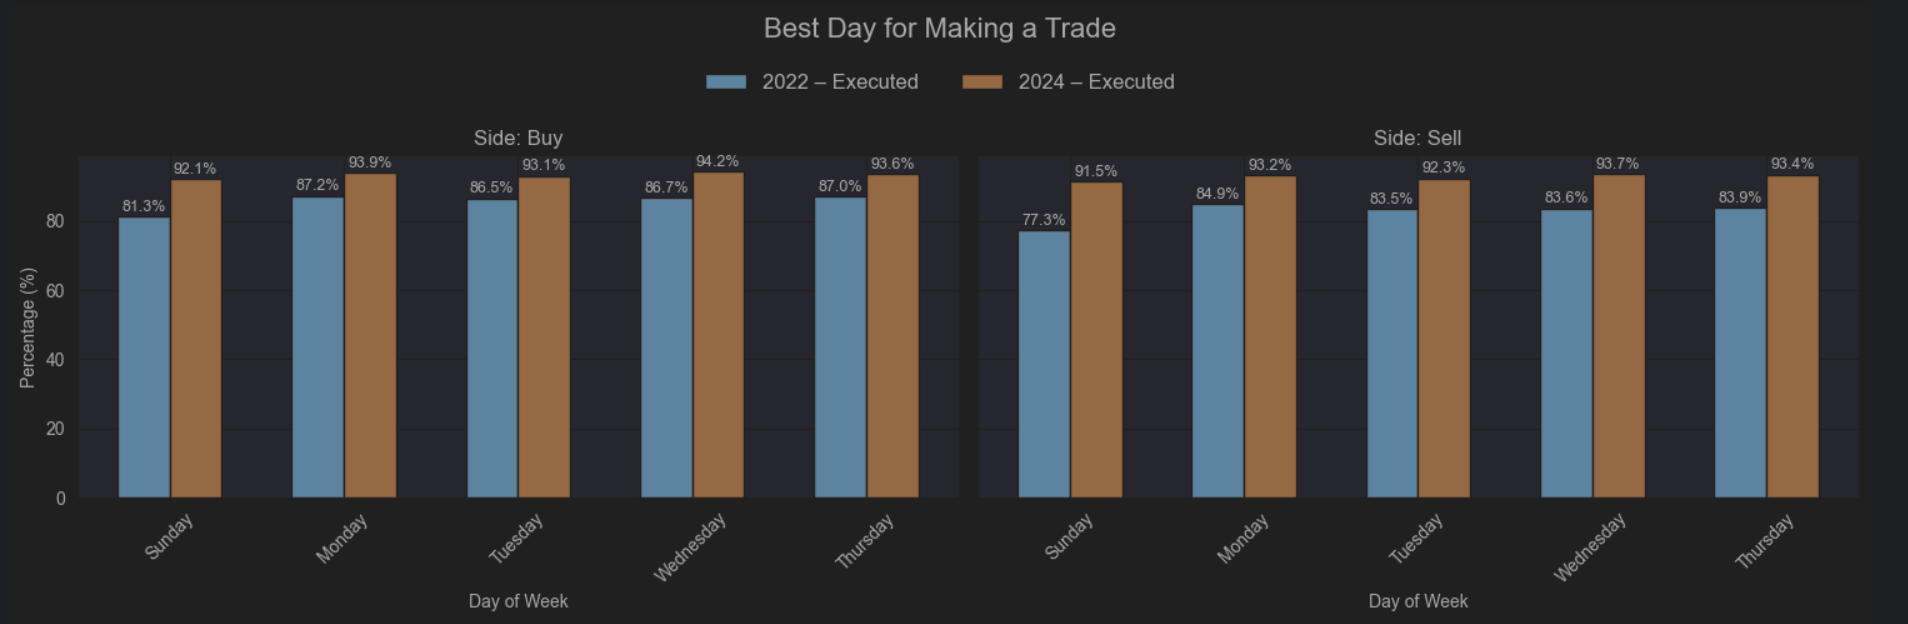 Best Day for Making a Trade
2022 – Executed 2024 – Executed
Side: Buy
92.1% 93.9% 93.1% 94.2% 93.6%
81.3% 87.2% 86.5% 86.7% 87.0%
Percentage (%)
80
60
40
20
0
Sunday Monday Tuesday Wednesday Thursday
Day of Week
Side: Sell
91.5% 93.2% 92.3% 93.7% 93.4%
77.3% 84.9% 83.5% 83.6% 83.9%
Sunday Monday Tuesday Wednesday Thursday
Day of Week